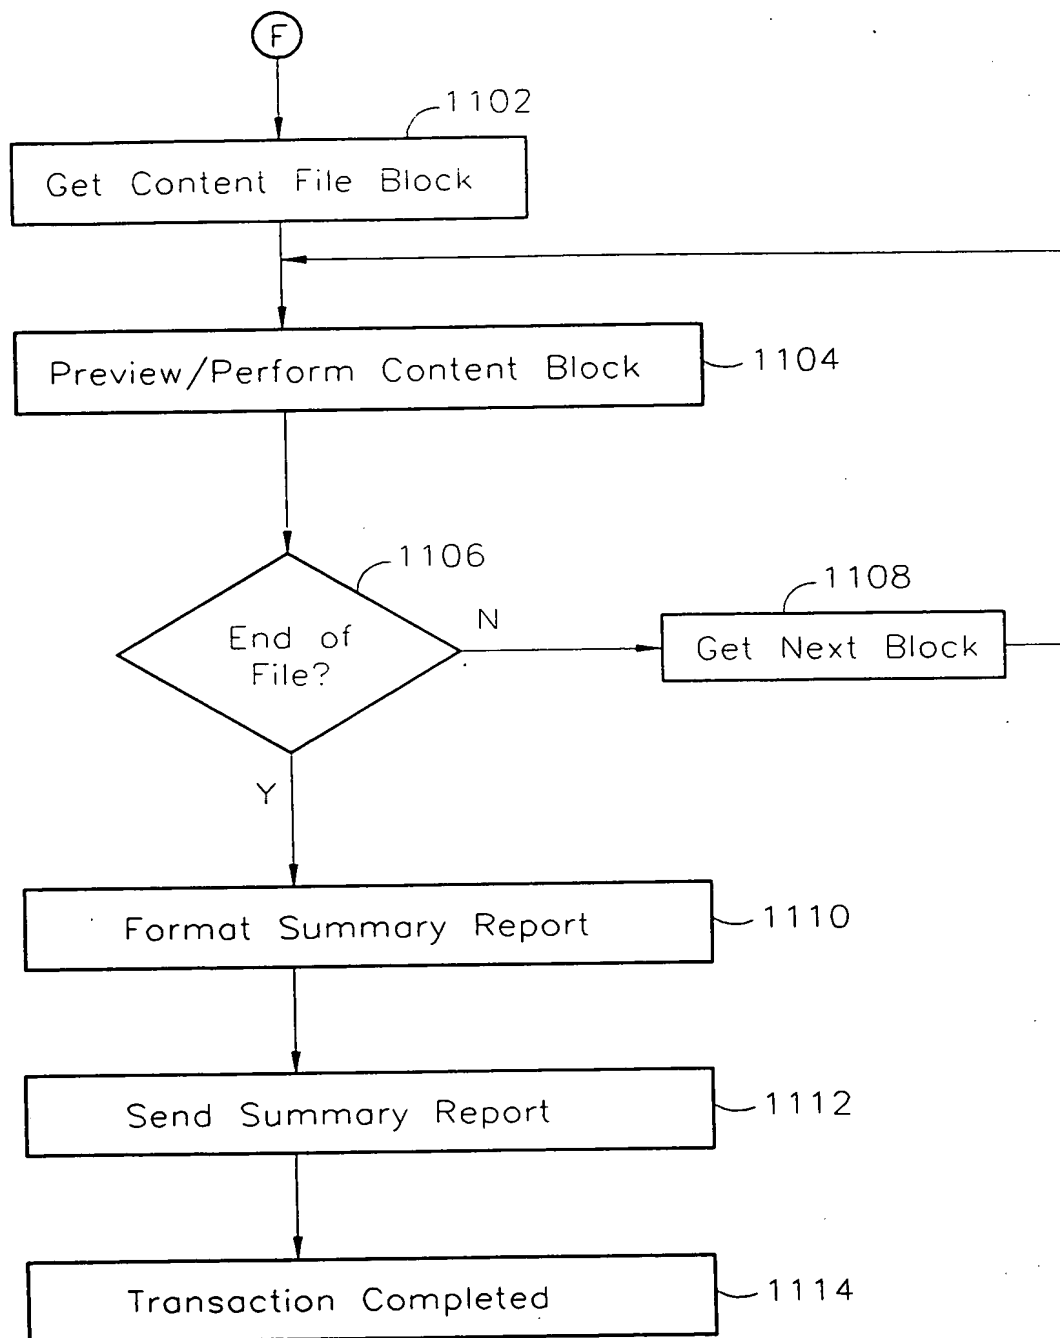 F
1102
Get Content File Block
Preview/Perform Content Block
1104
1106
End of
File?
N
1108
Get Next Block
Y
Format Summary Report
1110
Send Summary Report
1112
Transaction Completed
1114